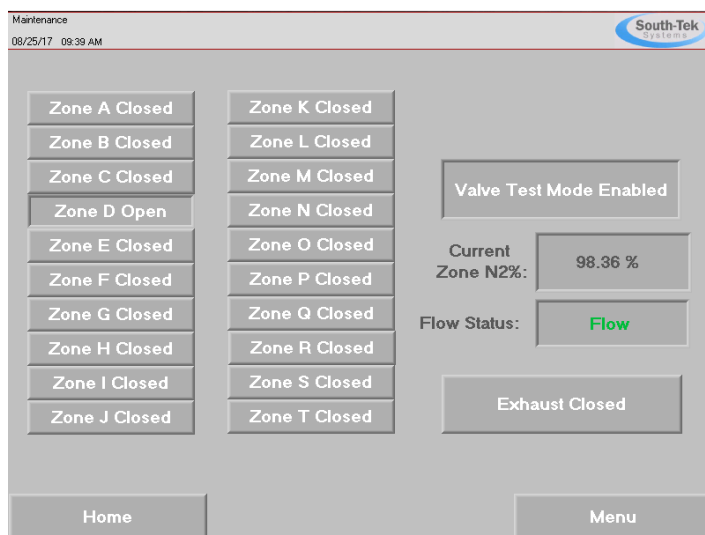 Maintenance
08/25/17 09:39 AM
South-Tek
Systems
Zone A Closed
Zone B Closed
Zone C Closed
Zone D Open
Zone E Closed
Zone F Closed
Zone G Closed
Zone H Closed
Zone I Closed
Zone J Closed
Zone K Closed
Zone L Closed
Zone M Closed
Zone N Closed
Zone O Closed
Zone P Closed
Zone Q Closed
Zone R Closed
Zone S Closed
Zone T Closed
Valve Test Mode Enabled
Current
Zone N2%:
98.36 %
Flow Status:
Flow
Exhaust Closed
Home
Menu